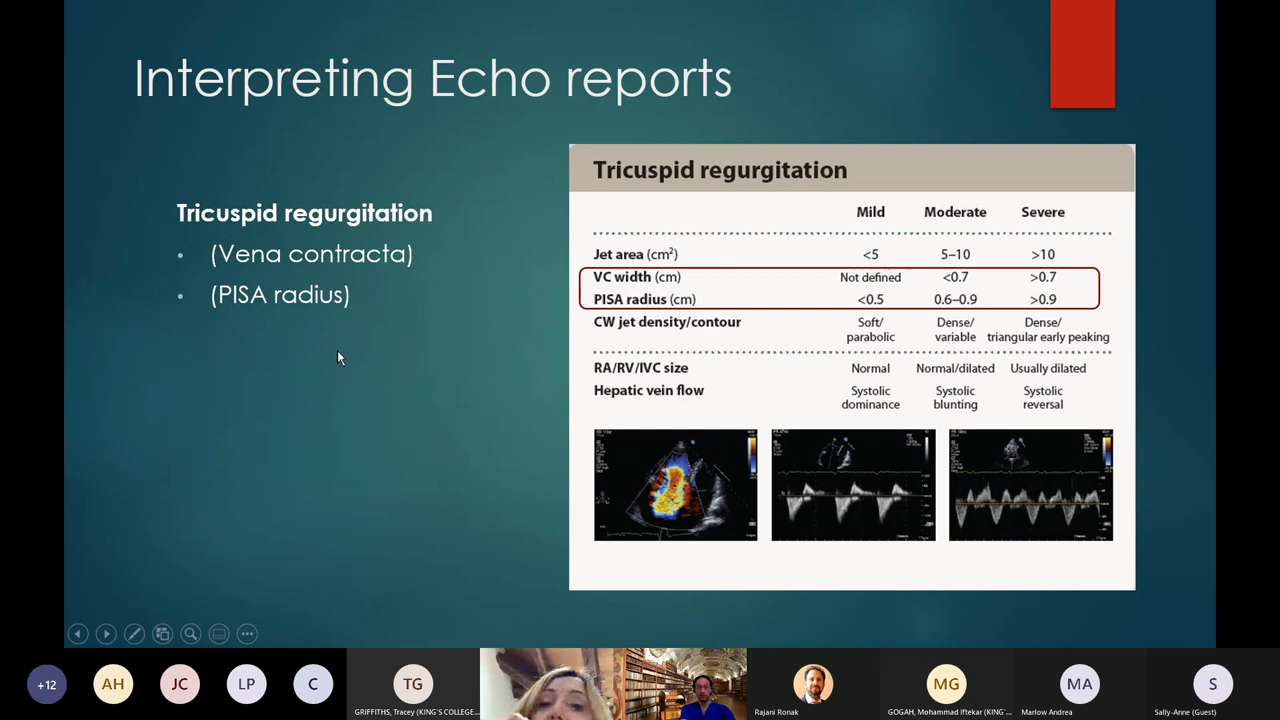 Interpreting Echo reports
Tricuspid regurgitation
• (Vena contracta)
• (PISA radius)
Tricuspid regurgitation
Mild Moderate Severe
Jet area (cm²) <5 5–10 >10
VC width (cm) Not defined <0.7 >0.7
PISA radius (cm) <0.5 0.6–0.9 >0.9
CW jet density/contour Soft/ Dense/ Dense/
parabolic variable triangular early peaking
RA/RV/IVC size Normal Normal/dilated Usually dilated
Hepatic vein flow Systolic Systolic Systolic
dominance blunting reversal
+12 AH JC LP C TG MG MA S
GRIFFITHS, Tracey (KING'S COLLEGE... Rajani Ronak GOGAH, Mohammad Iftekar (KING'... Marlow Andrea Sally-Anne (Guest)